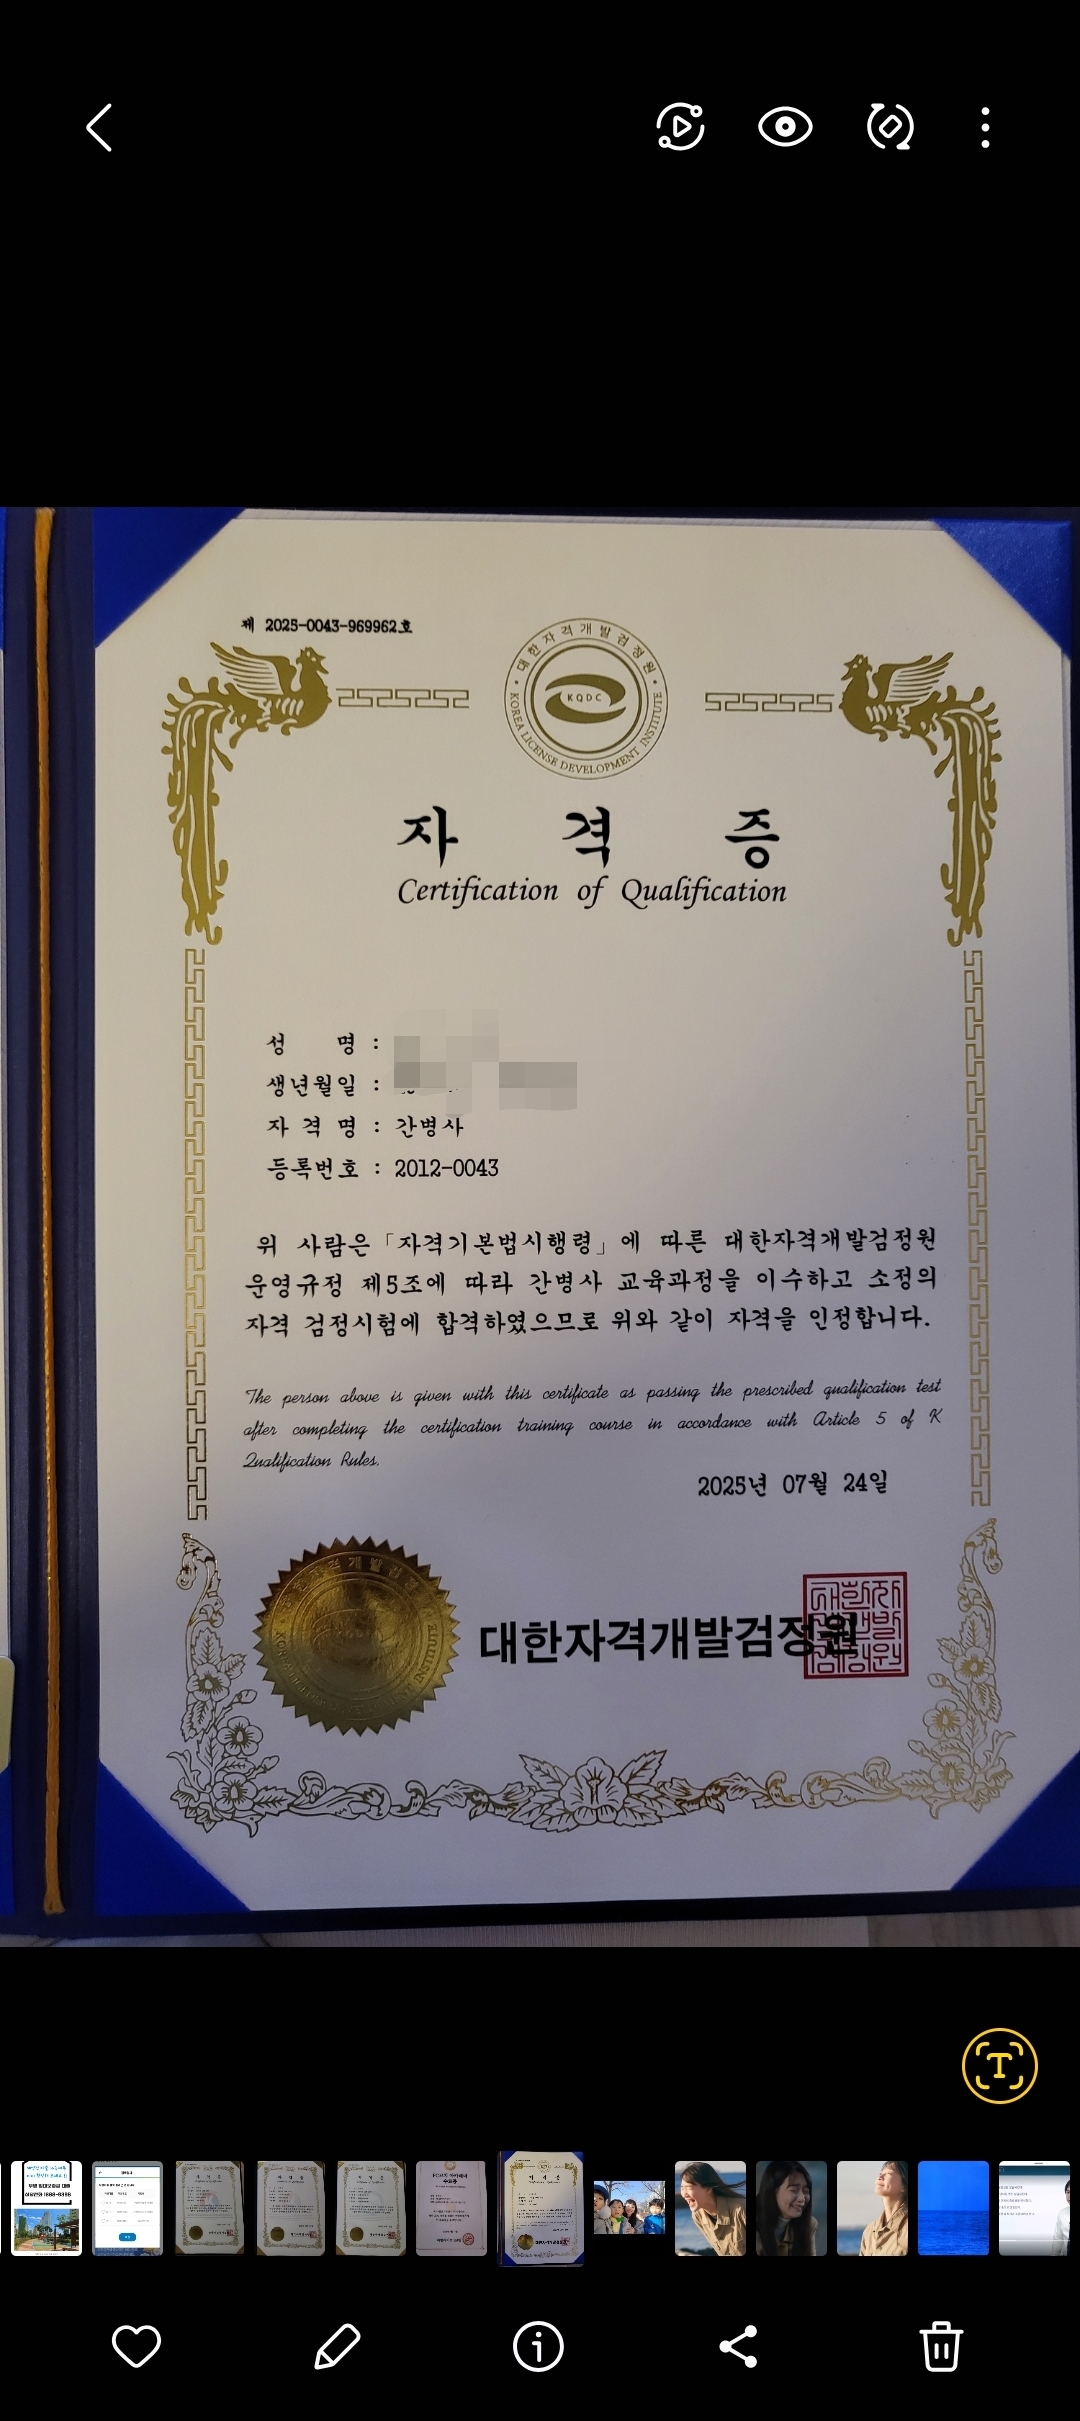 제 2025-0043-969962호
대한자격개발검정원
KQDC
KOREA LICENSE DEVELOPMENT INSTITUTE
자 격 증
Certification of Qualification
성 명 :
생년월일 :
자 격 명 : 간병사
등록번호 : 2012-0043
위 사람은 「자격기본법시행령」에 따른 대한자격개발검정원
운영규정 제5조에 따라 간병사 교육과정을 이수하고 소정의
자격 검정시험에 합격하였으므로 위와 같이 자격을 인정합니다.
The person above is given with this certificate as passing the prescribed qualification test
after completing the certification training course in accordance with Article 5 of K
Qualification Rules.
2025년 07월 24일
대한자격개발검정원
T